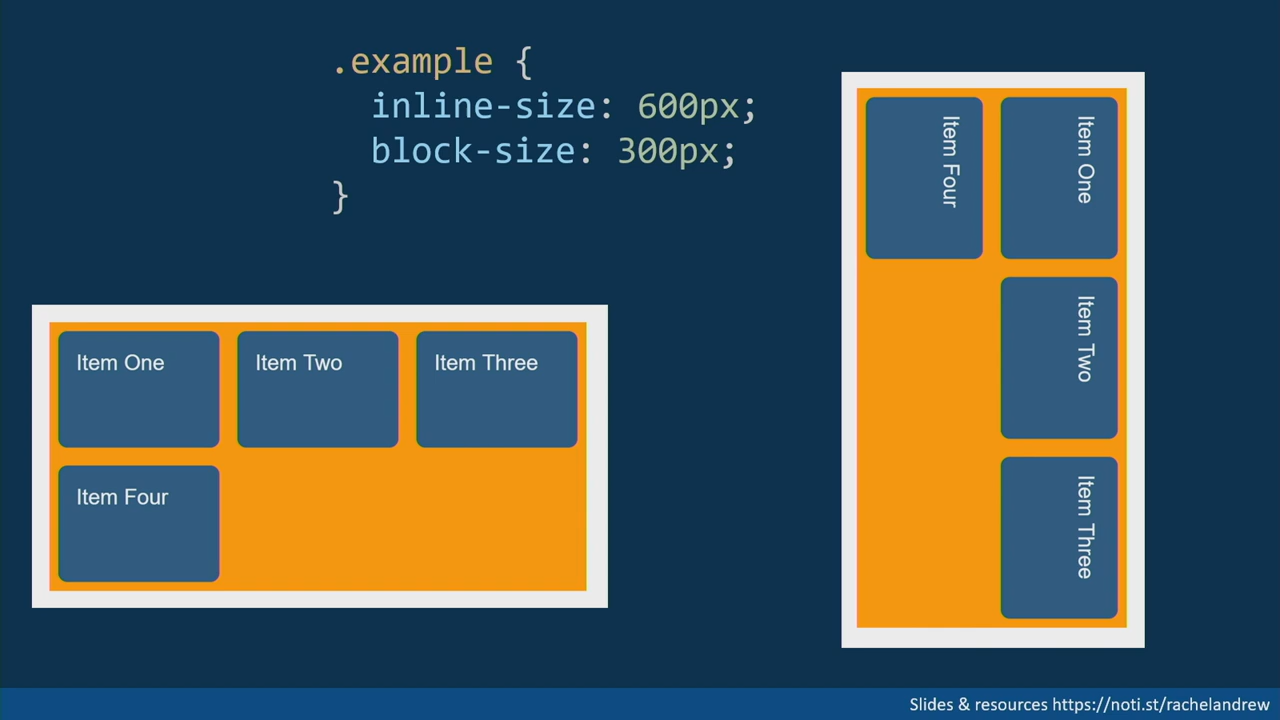 .example {
  inline-size: 600px;
  block-size: 300px;
}
Item One
Item Two
Item Three
Item Four
Item One
Item Two
Item Three
Item Four
Slides & resources https://noti.st/rachelandrew